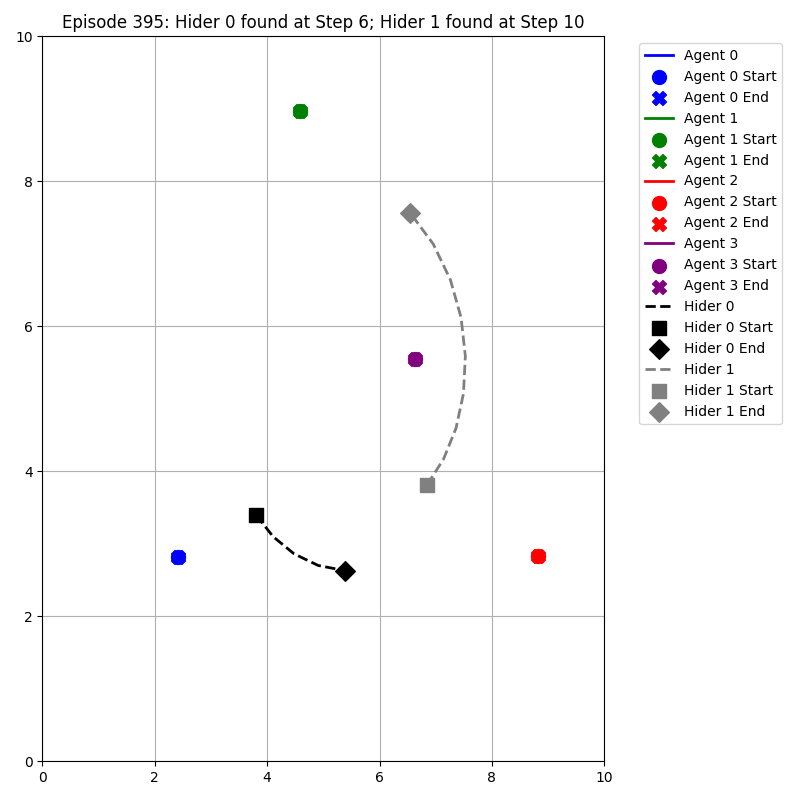 Episode 395: Hider 0 found at Step 6; Hider 1 found at Step 10
10
8
6
4
2
0
0 2 4 6 8 10
Agent 0
Agent 0 Start
Agent 0 End
Agent 1
Agent 1 Start
Agent 1 End
Agent 2
Agent 2 Start
Agent 2 End
Agent 3
Agent 3 Start
Agent 3 End
Hider 0
Hider 0 Start
Hider 0 End
Hider 1
Hider 1 Start
Hider 1 End